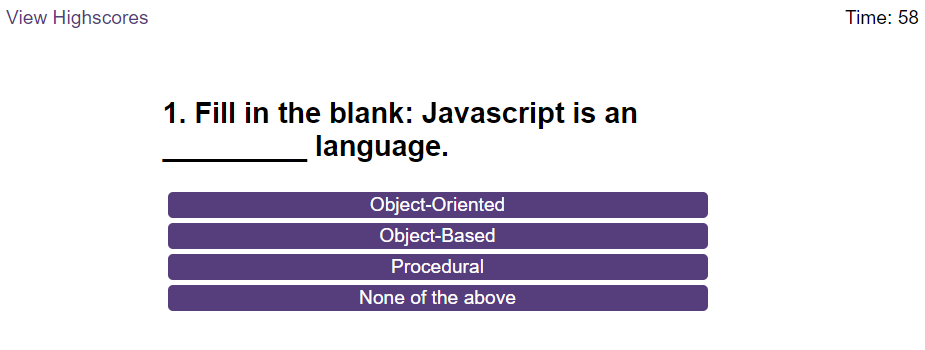 View Highscores
Time: 58
1. Fill in the blank: Javascript is an
_________ language.
Object-Oriented
Object-Based
Procedural
None of the above